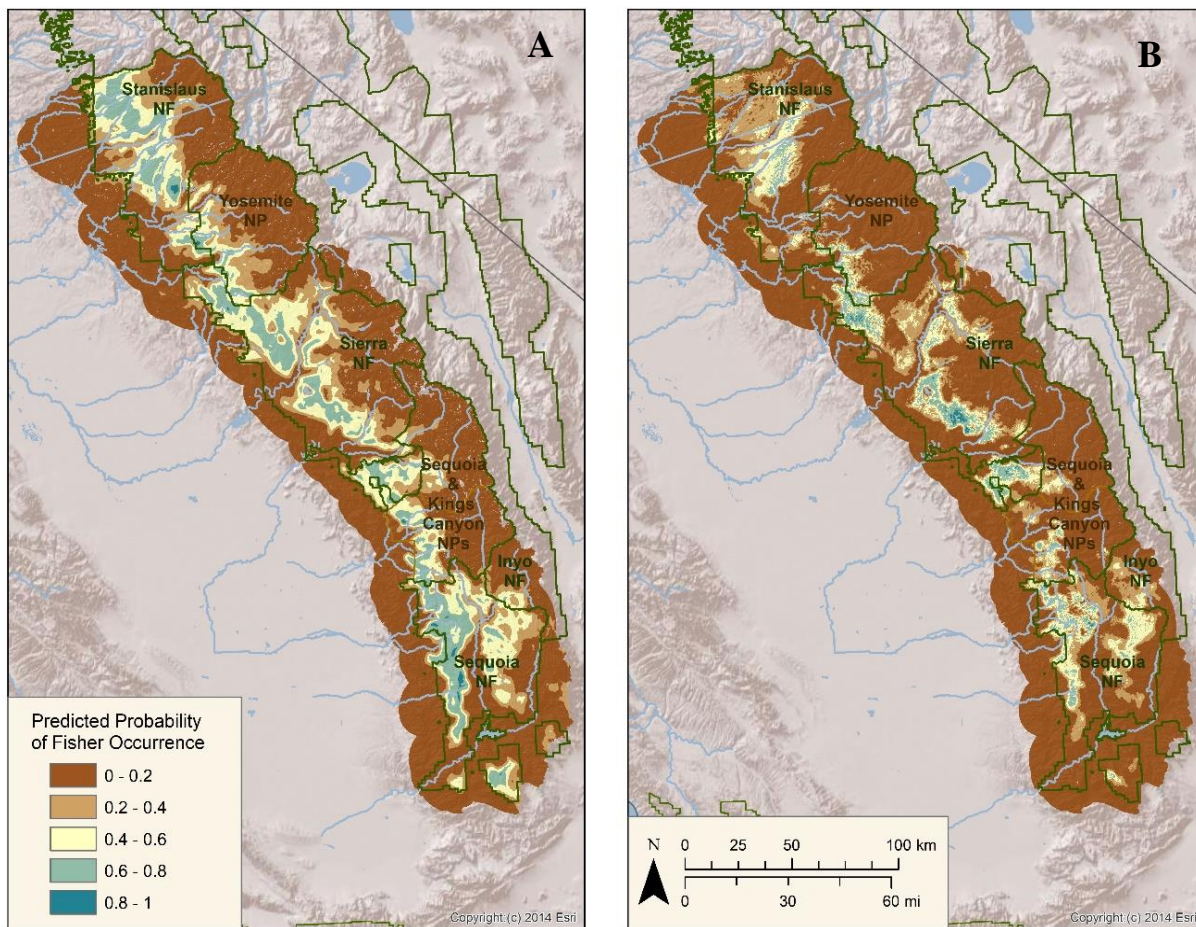 A
Stanislaus
NF
Yosemite
NP
Sierra
NF
Sequoia
&
Kings
Canyon
NPs
Inyo
NF
Sequoia
NF
Predicted Probability
of Fisher Occurrence
0 - 0.2
0.2 - 0.4
0.4 - 0.6
0.6 - 0.8
0.8 - 1
Copyright:(c) 2014 Esri
B
Stanislaus
NF
Yosemite
NP
Sierra
NF
Sequoia
&
Kings
Canyon
NPs
Inyo
NF
Sequoia
NF
N
0 25 50 100 km
0 30 60 mi
Copyright:(c) 2014 Esri